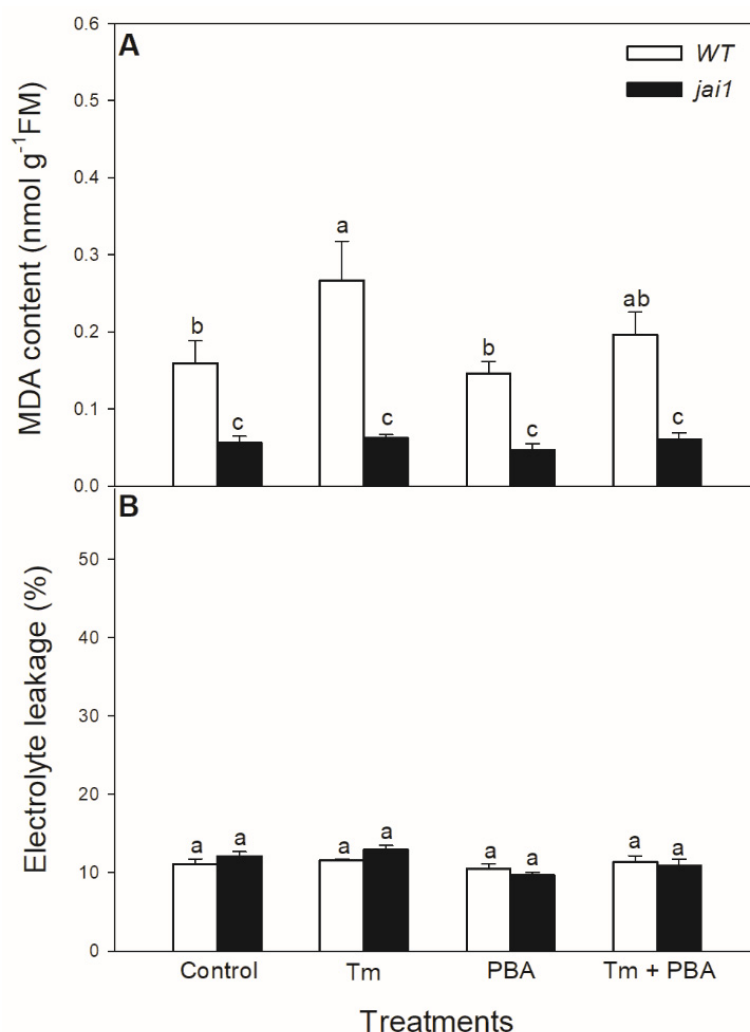 A
WT
jai1
MDA content (nmol g⁻¹FM)
0.6
0.5
0.4
0.3
0.2
0.1
0.0
b
c
a
c
b
c
ab
c
B
Electrolyte leakage (%)
50
40
30
20
10
0
a
a
a
a
a
a
a
a
Control
Tm
PBA
Tm + PBA
Treatments